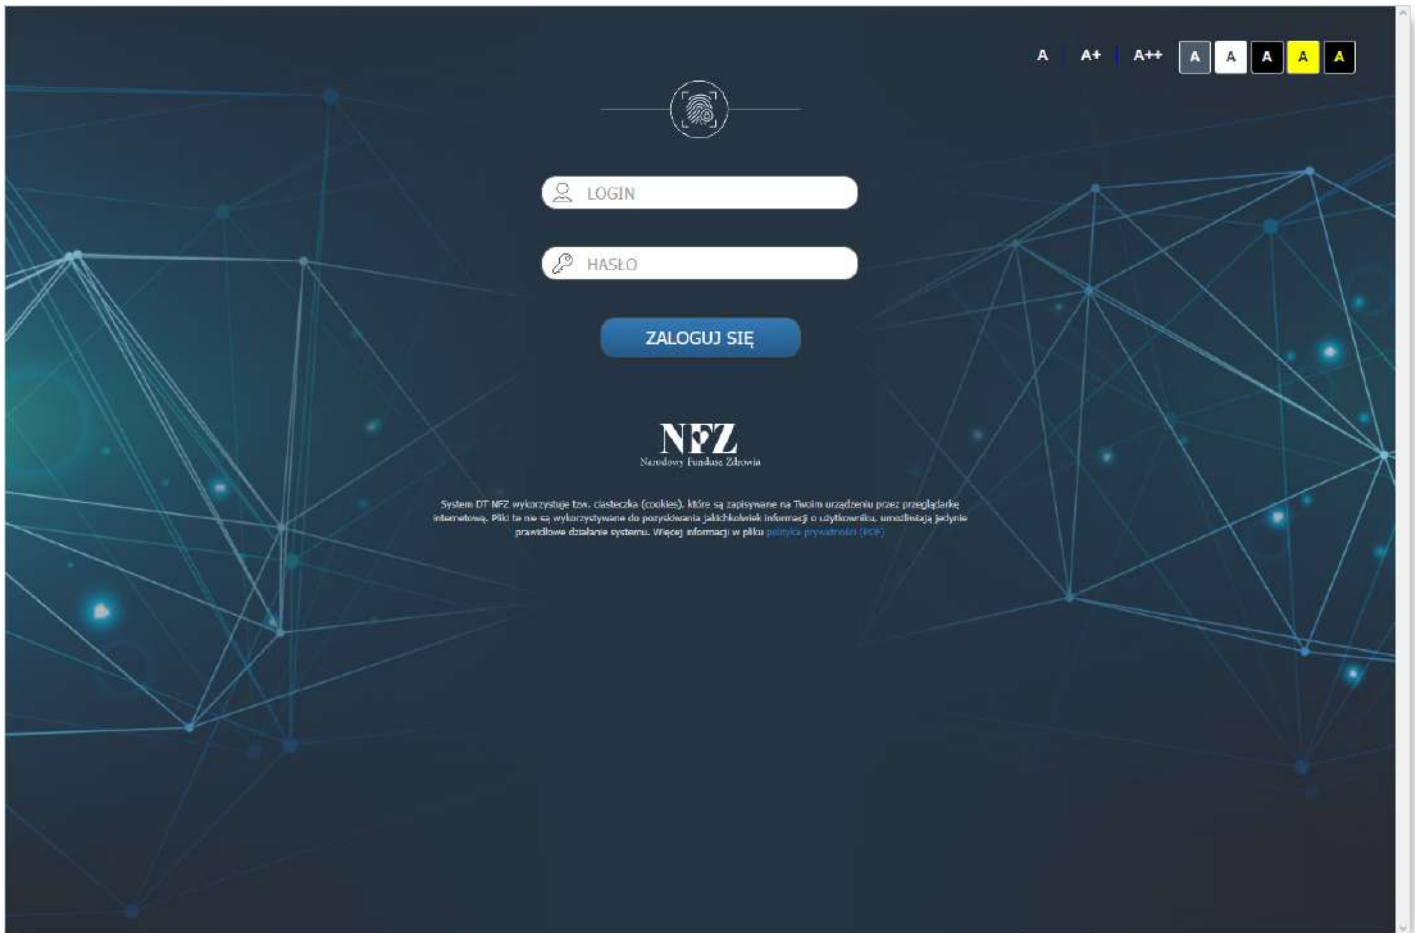 A A+ A++ A A A A A
LOGIN
HASŁO
ZALOGUJ SIĘ
NFZ
Narodowy Fundusz Zdrowia
System DT NFZ wykorzystuje tzw. ciasteczka (cookies), które są zapisywane na Twoim urządzeniu przez przeglądarkę
internetową. Pliki te nie są wykorzystywane do pozyskiwania jakichkolwiek informacji o użytkowniku, umożliwiają jedynie
prawidłowe działanie systemu. Więcej informacji w pliku polityka prywatności (PDF)